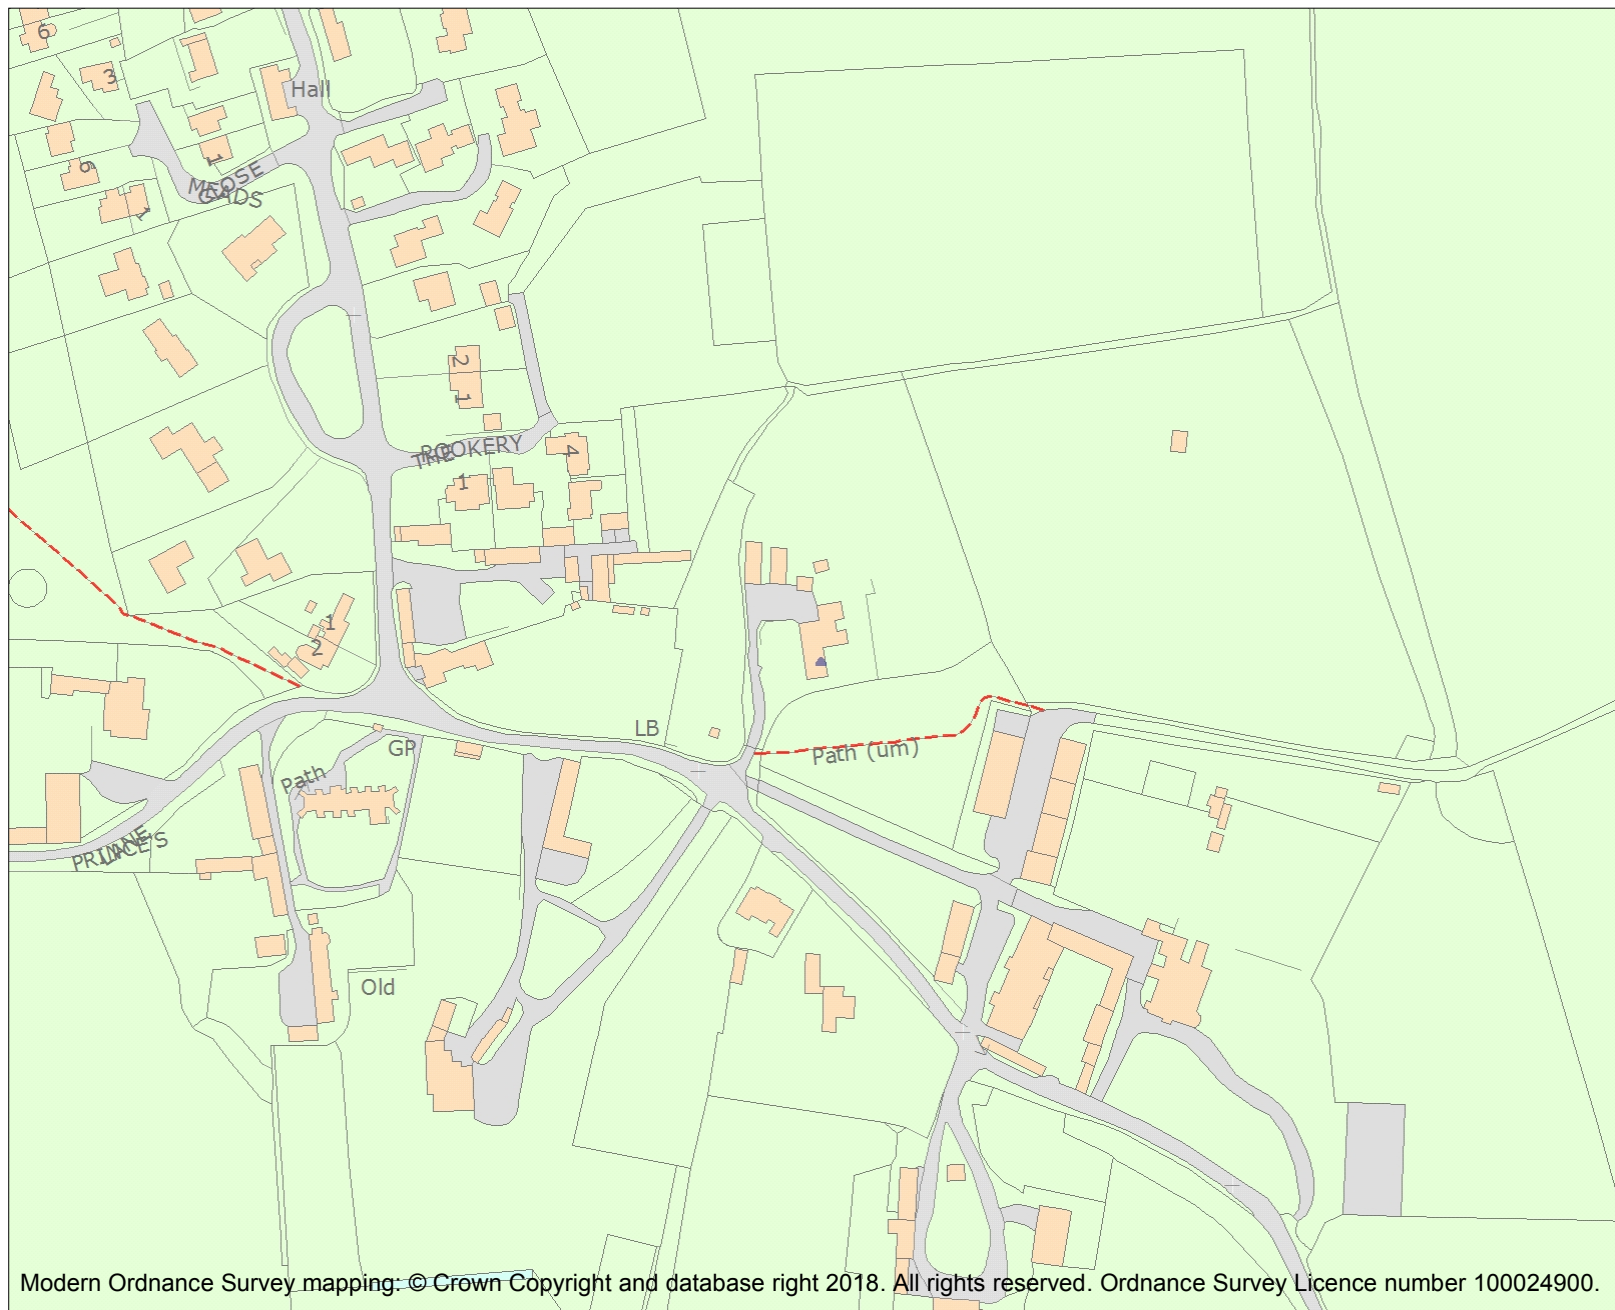 6
3
Hall
1
6
MEADS
CLOSE
1
2
1
THE
ROOKERY
4
1
1
2
LB
GP
Path (um)
Path
PRINCE'S
LANE
Old
Modern Ordnance Survey mapping: © Crown Copyright and database right 2018. All rights reserved. Ordnance Survey Licence number 100024900.